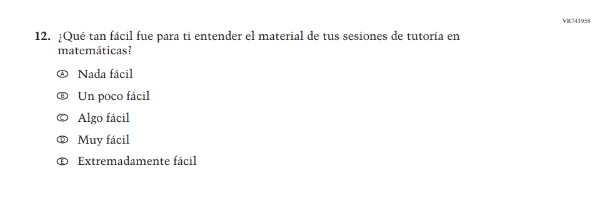 VR741958
12. ¿Qué tan fácil fue para ti entender el material de tus sesiones de tutoría en
matemáticas?
A Nada fácil
B Un poco fácil
C Algo fácil
D Muy fácil
E Extremadamente fácil